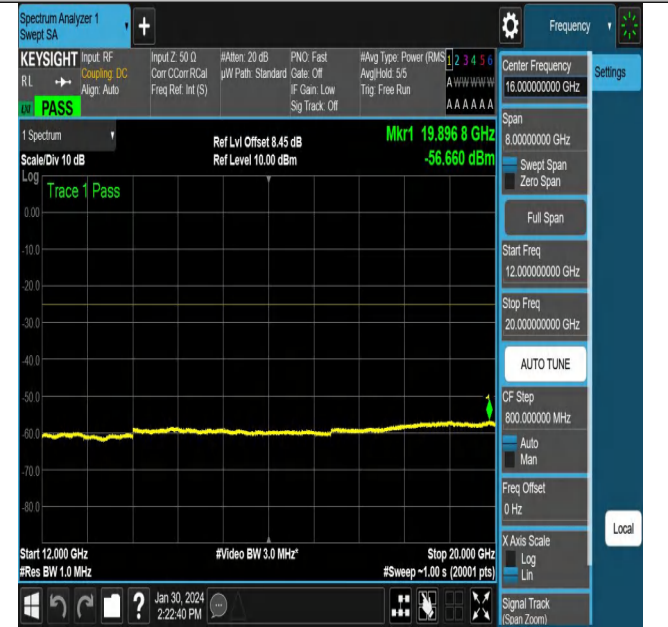 Spectrum Analyzer 1
Swept SA
+
Frequency
KEYSIGHT
RL
LXI
PASS
Input: RF
Coupling: DC
Align: Auto
Input Z: 50 Ω
Corr CCorr RCal
Freq Ref: Int (S)
#Atten: 20 dB
µW Path: Standard
PNO: Fast
Gate: Off
IF Gain: Low
Sig Track: Off
#Avg Type: Power (RMS
Avg|Hold: 5/5
Trig: Free Run
1 2 3 4 5 6
A W W W W W
A A A A A A
1 Spectrum
Scale/Div 10 dB
Ref Lvl Offset 8.45 dB
Ref Level 10.00 dBm
Mkr1 19.896 8 GHz
-56.660 dBm
Log
Trace 1 Pass
0.00
-10.0
-20.0
-30.0
-40.0
-50.0
-60.0
-70.0
-80.0
1
Start 12.000 GHz
#Res BW 1.0 MHz
#Video BW 3.0 MHz*
Stop 20.000 GHz
#Sweep ~1.00 s (20001 pts)
Center Frequency
16.000000000 GHz
Settings
Span
8.00000000 GHz
Swept Span
Zero Span
Full Span
Start Freq
12.000000000 GHz
Stop Freq
20.000000000 GHz
AUTO TUNE
CF Step
800.000000 MHz
Auto
Man
Freq Offset
0 Hz
X Axis Scale
Log
Lin
Local
Signal Track
(Span Zoom)
?
Jan 30, 2024
2:22:40 PM